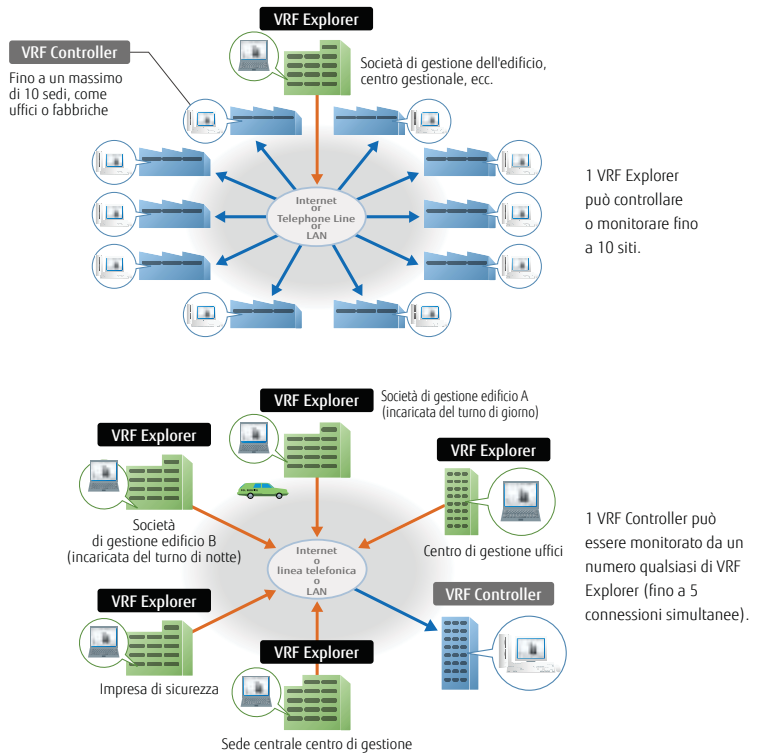 VRF Explorer
VRF Controller
Fino a un massimo
di 10 sedi, come
uffici o fabbriche
Società di gestione dell'edificio,
centro gestionale, ecc.
Internet
or
Telephone Line
or
LAN
1 VRF Explorer
può controllare
o monitorare fino
a 10 siti.
VRF Explorer
Società di gestione edificio A
(incaricata del turno di giorno)
VRF Explorer
Società
di gestione edificio B
(incaricata del turno di notte)
VRF Explorer
Centro di gestione uffici
Internet
o
linea telefonica
o
LAN
1 VRF Controller può
essere monitorato da un
numero qualsiasi di VRF
Explorer (fino a 5
connessioni simultanee).
VRF Explorer
Impresa di sicurezza
VRF Controller
VRF Explorer
Sede centrale centro di gestione